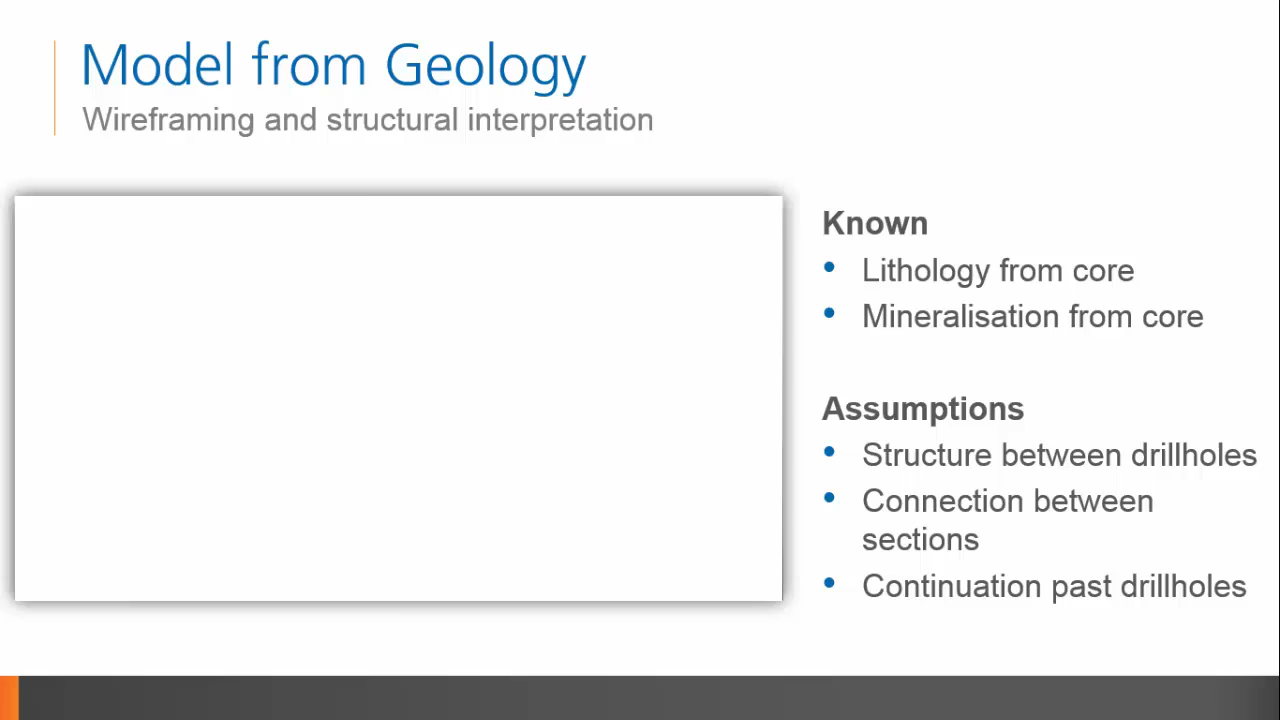 Model from Geology
Wireframing and structural interpretation
Known
• Lithology from core
• Mineralisation from core
Assumptions
• Structure between drillholes
• Connection between
sections
• Continuation past drillholes